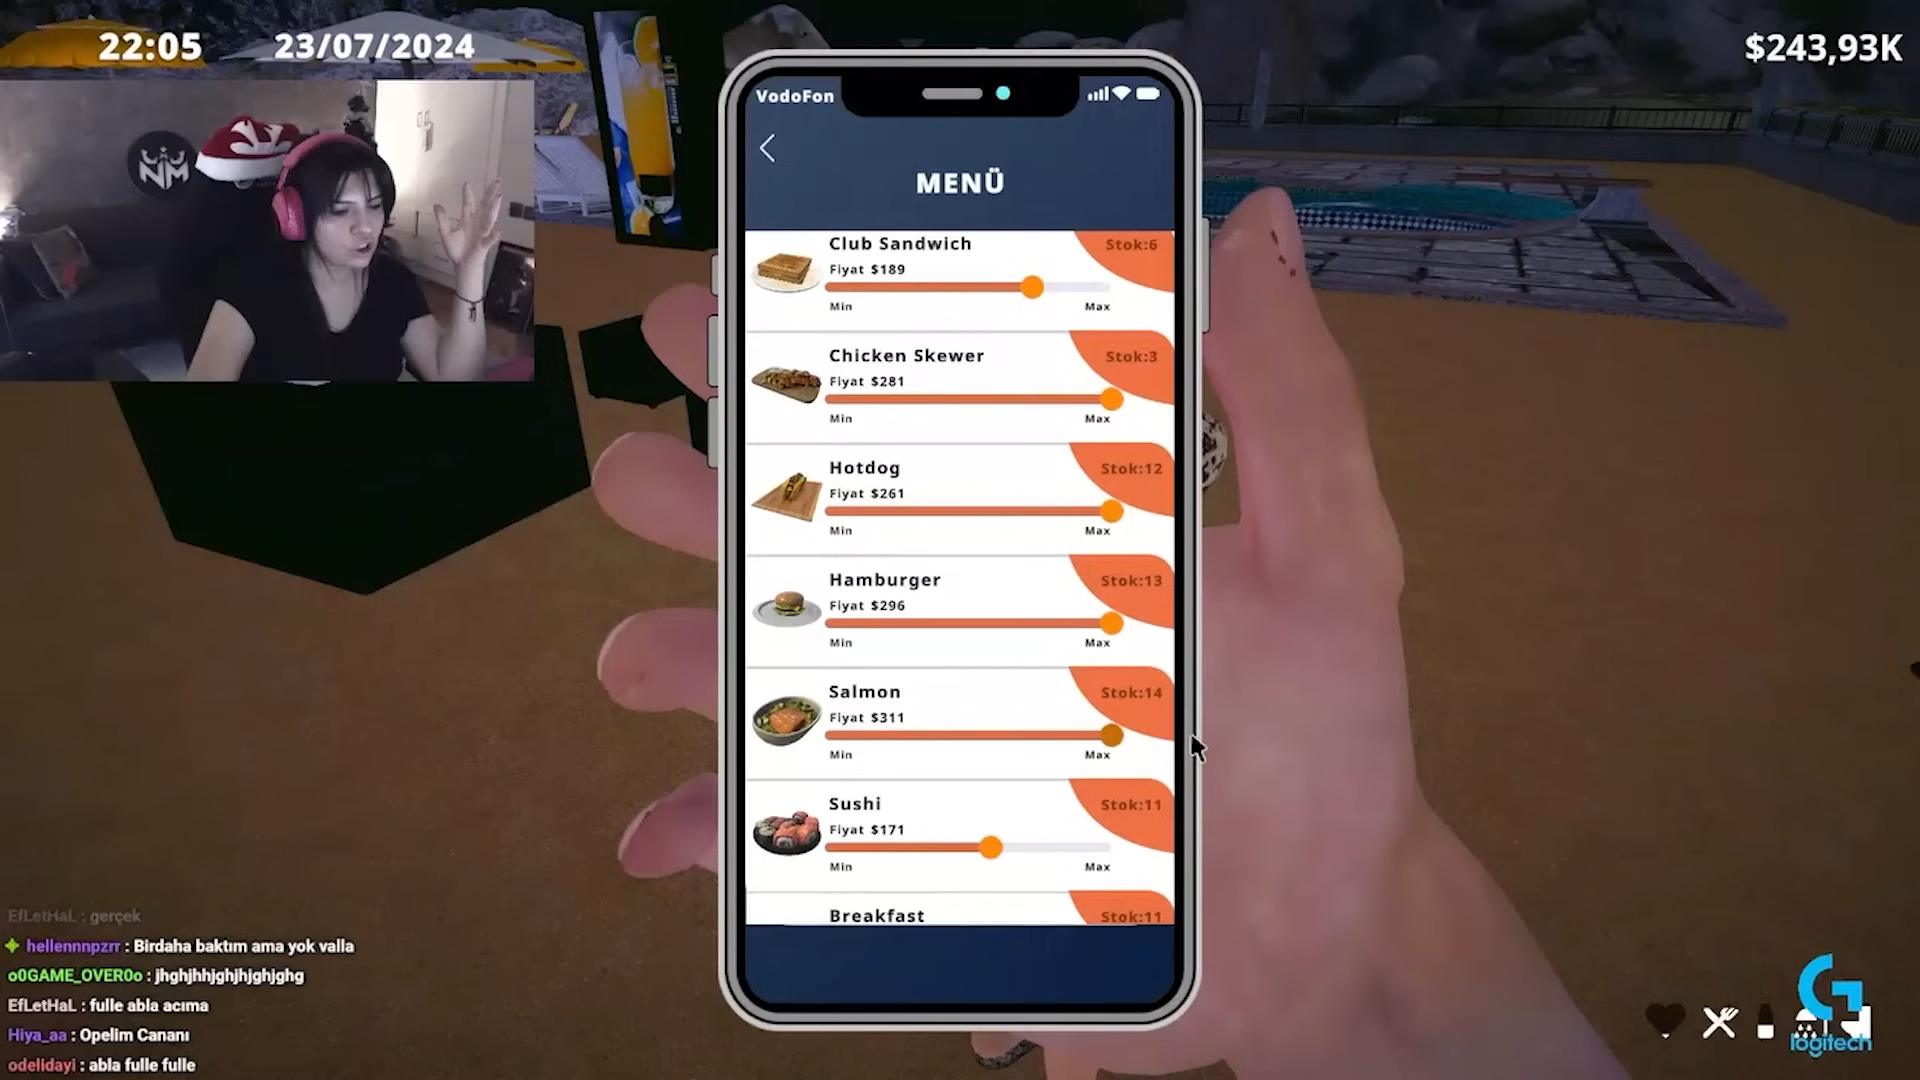 22:05 23/07/2024
$243,93K
VodoFon
MENÜ
Club Sandwich
Stok:6
Fiyat $189
Min Max
Chicken Skewer
Stok:3
Fiyat $281
Min Max
Hotdog
Stok:12
Fiyat $261
Min Max
Hamburger
Stok:13
Fiyat $296
Min Max
Salmon
Stok:14
Fiyat $311
Min Max
Sushi
Stok:11
Fiyat $171
Min Max
Breakfast
Stok:11
NM
EfLetHaL : gerçek
hellennnpzrr : Birdaha baktım ama yok valla
o0GAME_OVER0o : jhghjhhjghjhjghjghg
EfLetHaL : fulle abla acıma
Hiya_aa : Opelim Cananı
odelidayi : abla fulle fulle
logitech